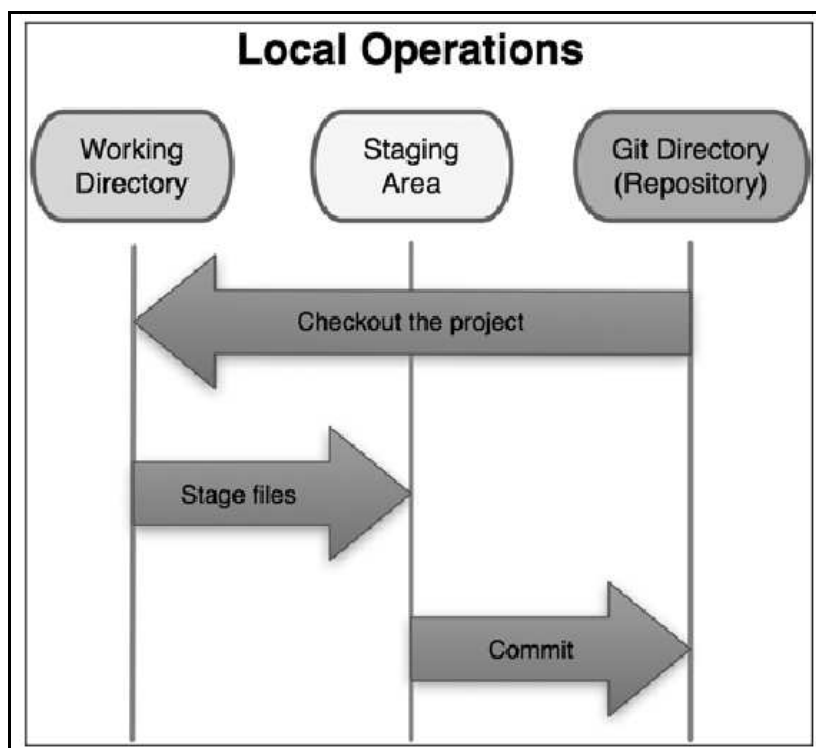 Local Operations
Working
Directory
Staging
Area
Git Directory
(Repository)
Checkout the project
Stage files
Commit